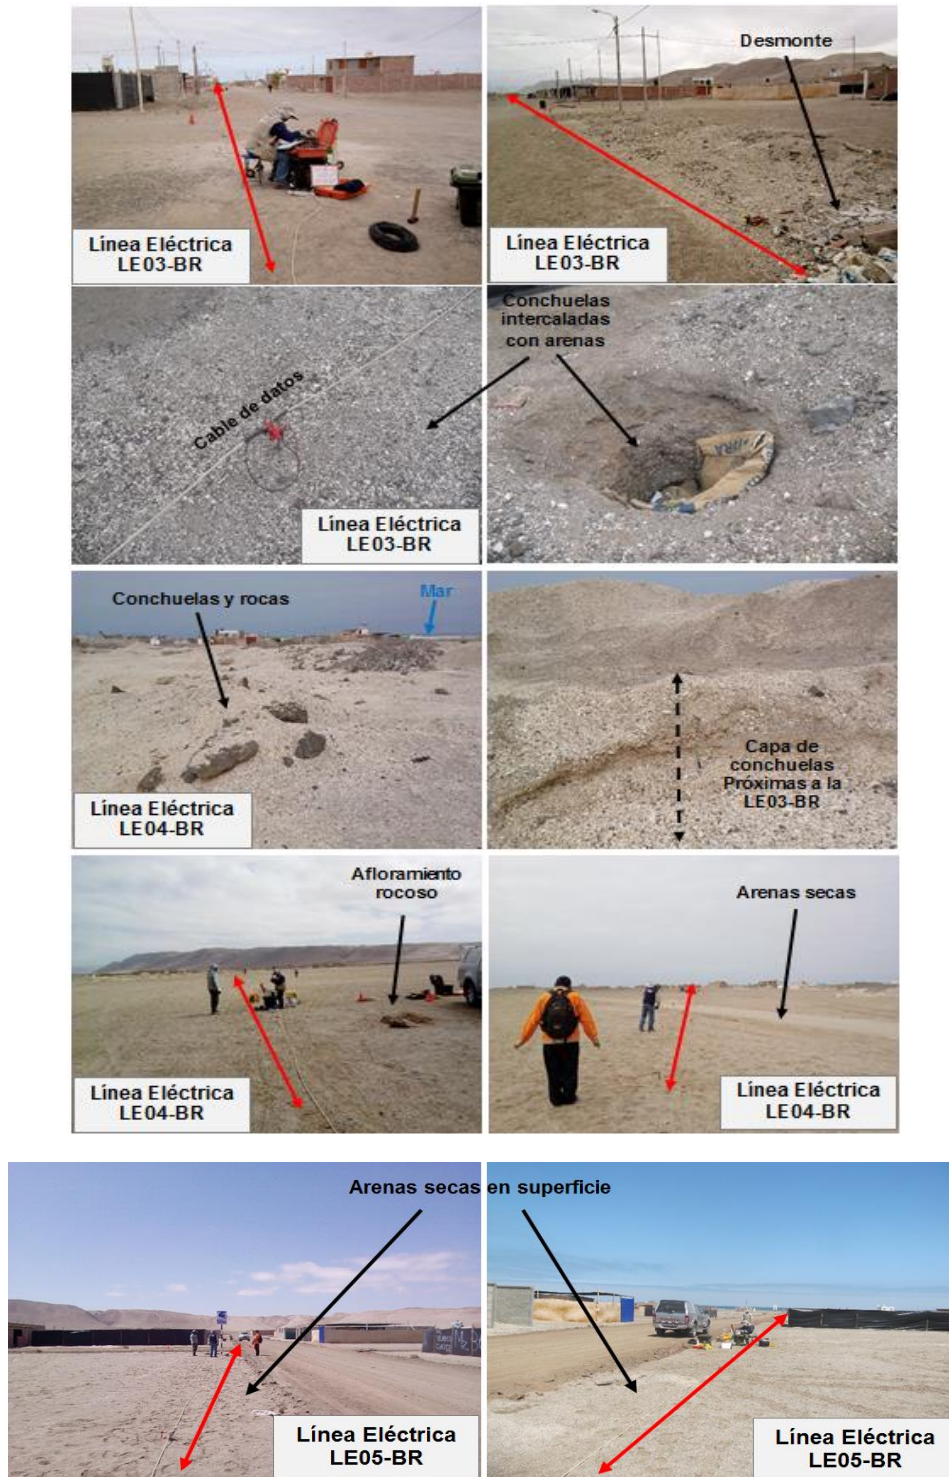 Desmonte
Línea Eléctrica
LE03-BR
Línea Eléctrica
LE03-BR
Conchuelas
intercaladas
con arenas
Cable de datos
Línea Eléctrica
LE03-BR
Conchuelas y rocas
Mar
Línea Eléctrica
LE04-BR
Capa de
conchuelas
Próximas a la
LE03-BR
Afloramiento
rocoso
Línea Eléctrica
LE04-BR
Arenas secas
Línea Eléctrica
LE04-BR
Arenas secas en superficie
Línea Eléctrica
LE05-BR
Línea Eléctrica
LE05-BR